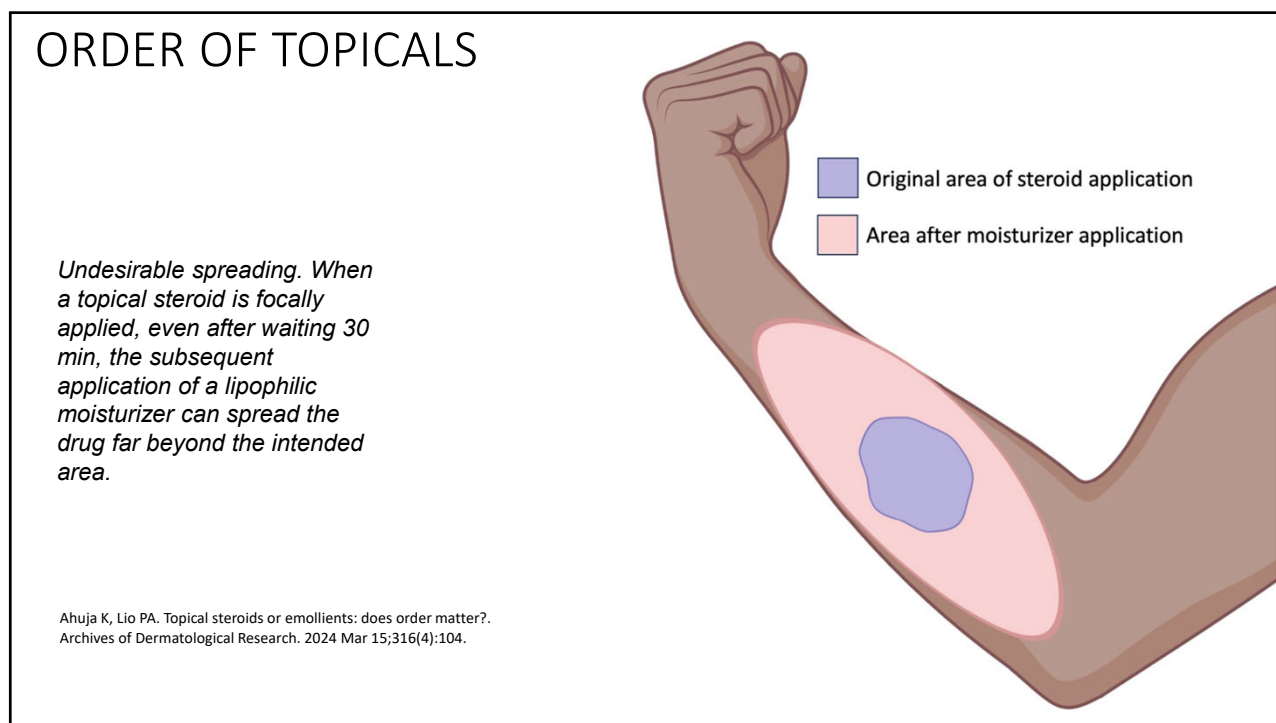 ORDER OF TOPICALS
Original area of steroid application
Area after moisturizer application
Undesirable spreading. When
a topical steroid is focally
applied, even after waiting 30
min, the subsequent
application of a lipophilic
moisturizer can spread the
drug far beyond the intended
area.
Ahuja K, Lio PA. Topical steroids or emollients: does order matter?.
Archives of Dermatological Research. 2024 Mar 15;316(4):104.